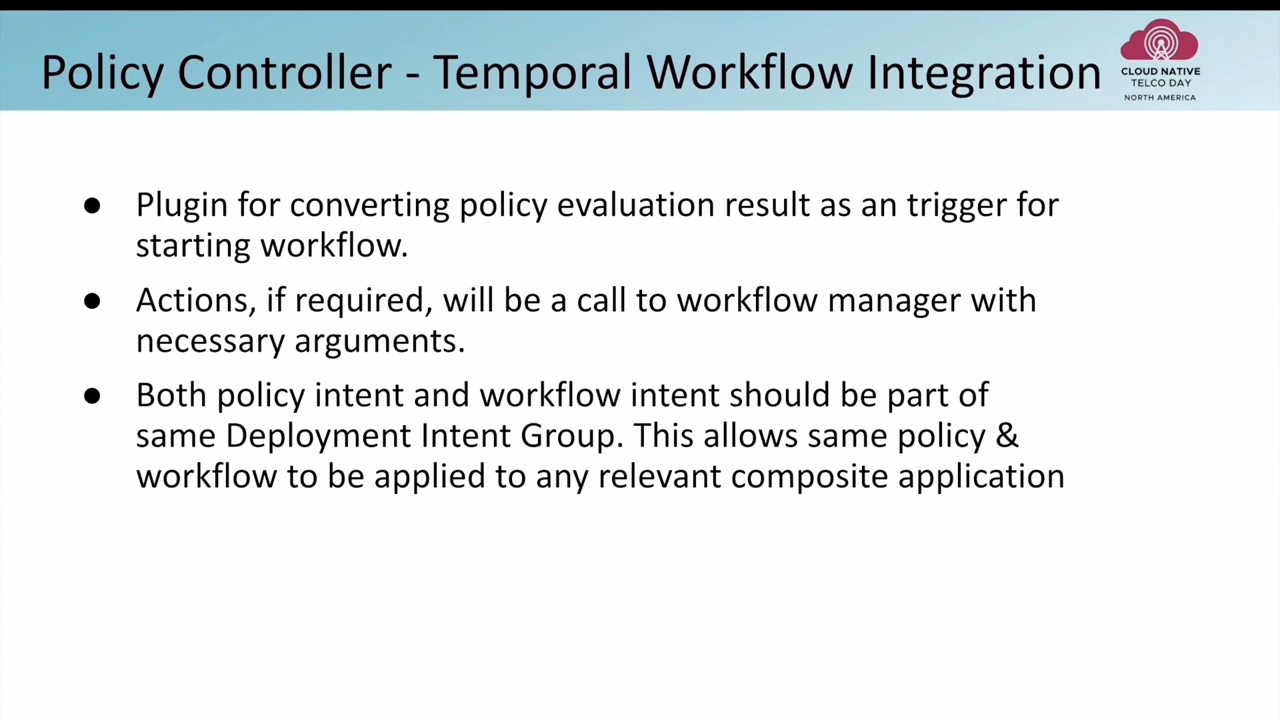 Policy Controller - Temporal Workflow Integration
CLOUD NATIVE
TELCO DAY
NORTH AMERICA
● Plugin for converting policy evaluation result as an trigger for
starting workflow.
● Actions, if required, will be a call to workflow manager with
necessary arguments.
● Both policy intent and workflow intent should be part of
same Deployment Intent Group. This allows same policy &
workflow to be applied to any relevant composite application